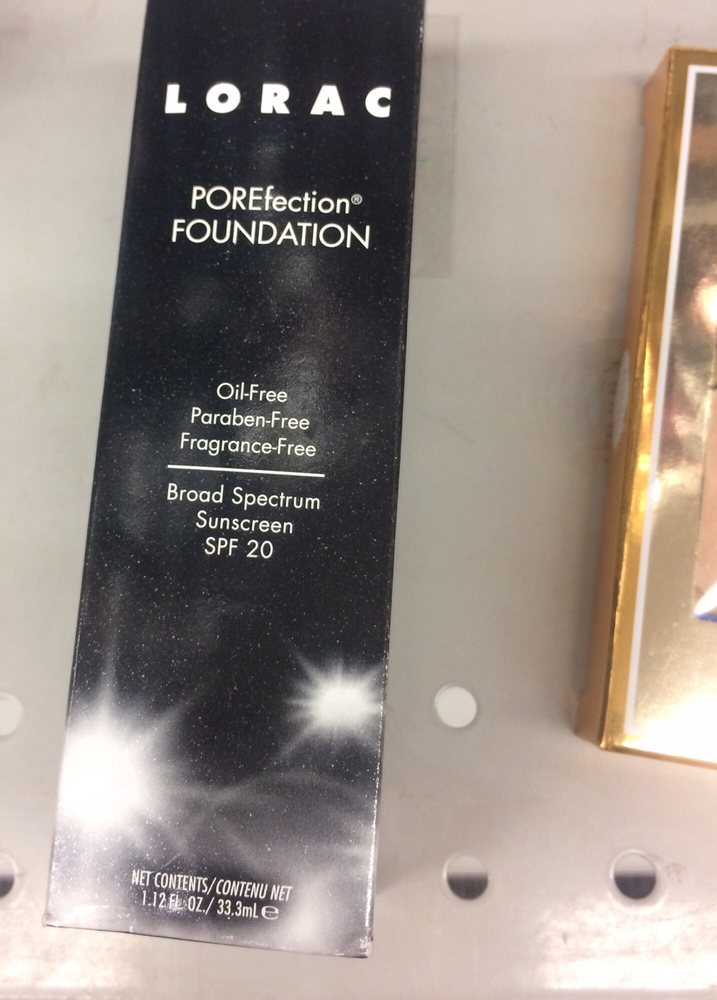 LORAC
POREfection®
FOUNDATION
Oil-Free
Paraben-Free
Fragrance-Free
Broad Spectrum
Sunscreen
SPF 20
NET CONTENTS/CONTENU NET
1.12 FL. OZ./ 33.3mL ℮